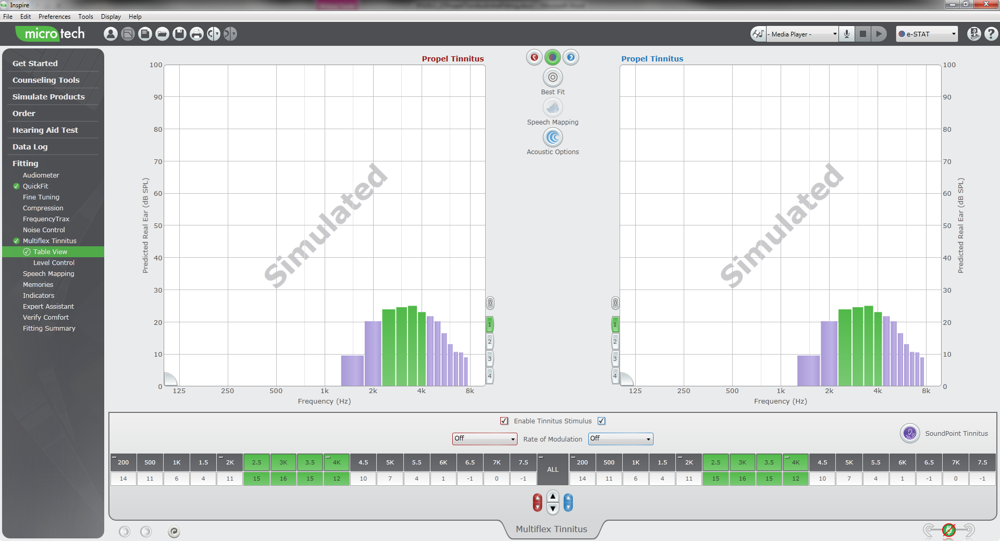 Inspire
File Edit Preferences Tools Display Help
microtech
- Media Player -
e-STAT
?
Get Started
Counseling Tools
Simulate Products
Order
Hearing Aid Test
Data Log
Fitting
Audiometer
QuickFit
Fine Tuning
Compression
FrequencyTrax
Noise Control
Multiflex Tinnitus
Table View
Level Control
Speech Mapping
Memories
Indicators
Expert Assistant
Verify Comfort
Fitting Summary
Propel Tinnitus
100
90
80
70
60
50
40
30
20
10
0
Predicted Real Ear (dB SPL)
Simulated
125 250 500 1k 2k 4k 8k
Frequency (Hz)
1
2
3
4
Best Fit
Speech Mapping
Acoustic Options
Propel Tinnitus
1
2
3
4
Simulated
100
90
80
70
60
50
40
30
20
10
0
Predicted Real Ear (dB SPL)
125 250 500 1k 2k 4k 8k
Frequency (Hz)
Enable Tinnitus Stimulus
Off Rate of Modulation Off
SoundPoint Tinnitus
200 500 1K 1.5 2K 2.5 3K 3.5 4K 4.5 5K 5.5 6K 6.5 7K 7.5 ALL 200 500 1K 1.5 2K 2.5 3K 3.5 4K 4.5 5K 5.5 6K 6.5 7K 7.5
14 11 6 4 11 15 16 15 12 10 7 4 1 -1 0 -1 14 11 6 4 11 15 16 15 12 10 7 4 1 -1 0 -1
Multiflex Tinnitus